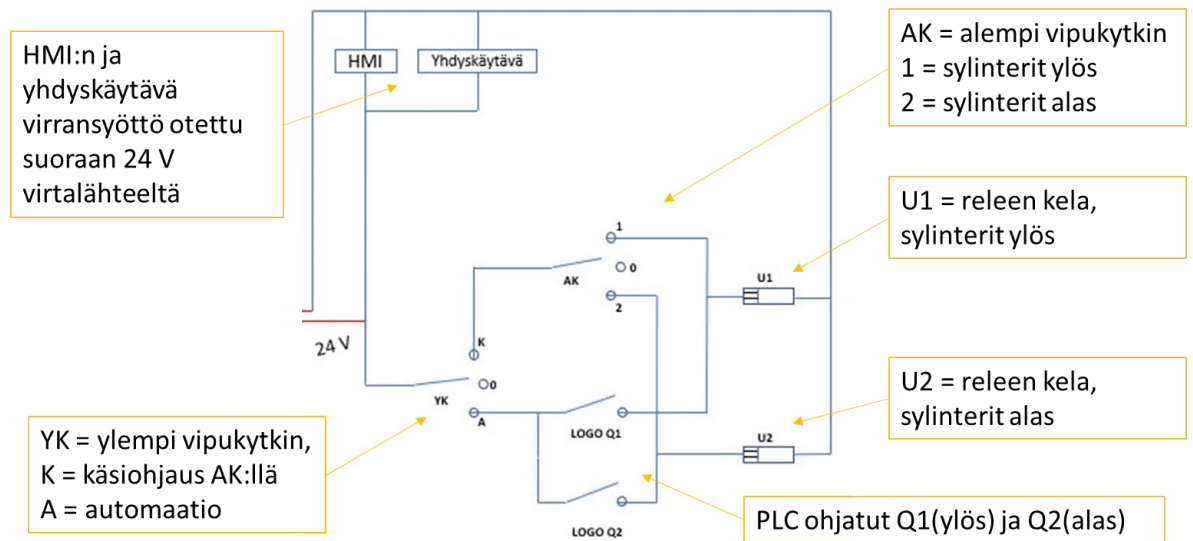 HMI:n ja
yhdyskäytävä
virransyöttö otettu
suoraan 24 V
virtalähteeltä
HMI
Yhdyskäytävä
AK = alempi vipukytkin
1 = sylinterit ylös
2 = sylinterit alas
U1 = releen kela,
sylinterit ylös
1
0
AK
2
U1
24 V
K
0
YK
A
LOGO Q1
U2
LOGO Q2
U2 = releen kela,
sylinterit alas
YK = ylempi vipukytkin,
K = käsiohjaus AK:llä
A = automaatio
PLC ohjatut Q1(ylös) ja Q2(alas)